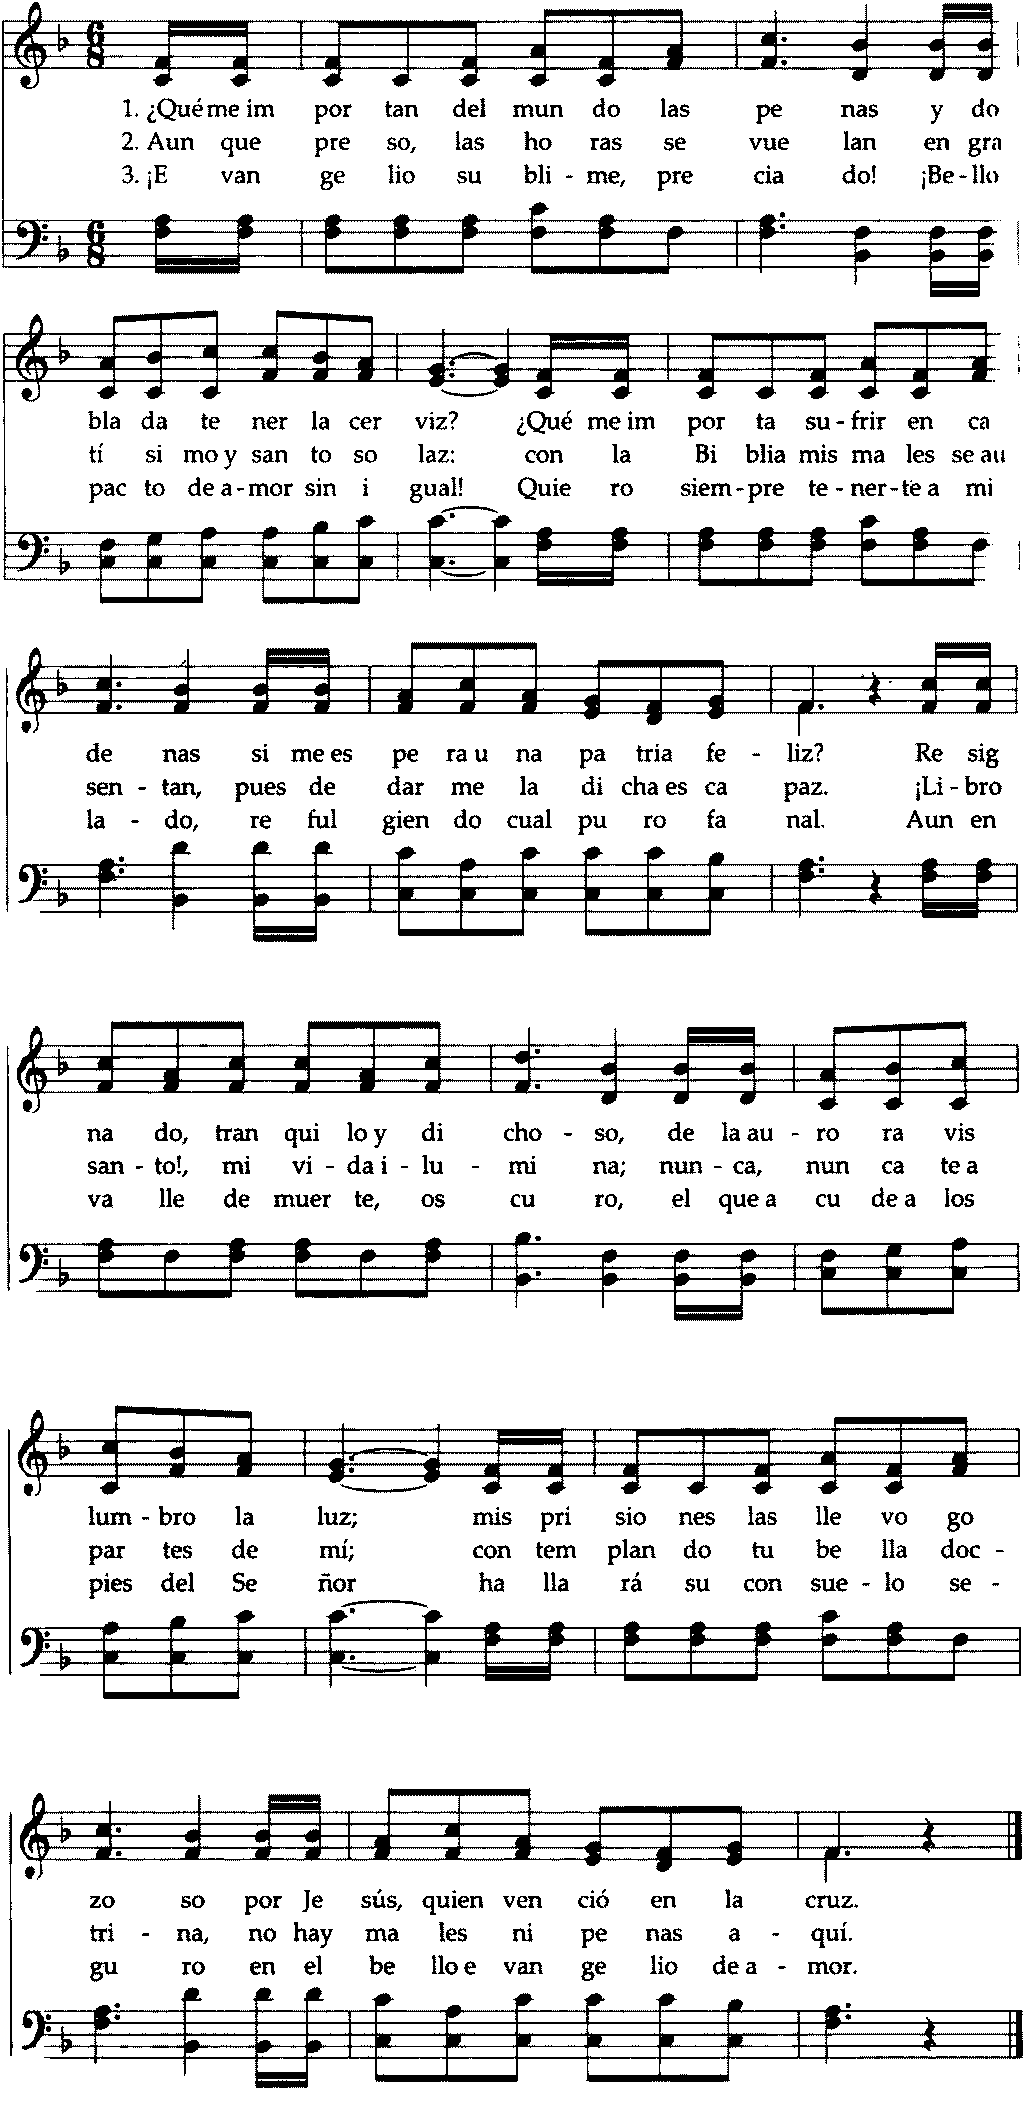 1. ¿Qué me im por tan del mun do las pe nas y do
2. Aun que pre so, las ho ras se vue lan en gra
3. ¡E van ge lio su bli - me, pre cia do! ¡Be - llo
bla da te ner la cer viz? ¿Qué me im por ta su - frir en ca
tí si mo y san to so laz: con la Bi blia mis ma les se au
pac to de a - mor sin i gual! Quie ro siem - pre te - ner - te a mi
de nas si me es pe ra u na pa tria fe - liz? Re sig
sen - tan, pues de dar me la di cha es ca paz. ¡Li - bro
la - do, re ful gien do cual pu ro fa nal. Aun en
na do, tran qui lo y di cho - so, de la au - ro ra vis
san - to!, mi vi - da i - lu - mi na; nun - ca, nun ca te a
va lle de muer te, os cu ro, el que a cu de a los
lum - bro la luz; mis pri sio nes las lle vo go
par tes de mí; con tem plan do tu be lla doc -
pies del Se ñor ha lla rá su con sue - lo se -
zo so por Je sús, quien ven ció en la cruz.
tri - na, no hay ma les ni pe nas a - quí.
gu ro en el be llo e van ge lio de a - mor.